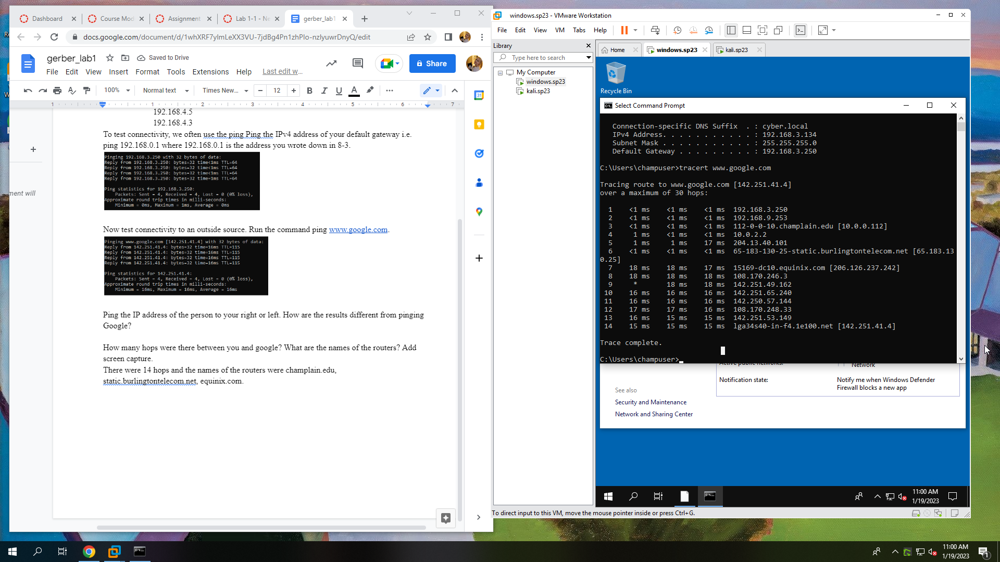 Dashboard
Course Mod
Assignment
Lab 1-1 - Ne
gerber_lab1
docs.google.com/document/d/1whXRF7ylmLeXX3VU-7jdBg4Pn1zhPlo-nzlyuwrDnyQ/edit
gerber_lab1
Saved to Drive
File Edit View Insert Format Tools Extensions Help Last edit w...
Share
100% Normal text Times New... 12
1 1 2 3 4 5 6 7
192.168.4.5
192.168.4.3
To test connectivity, we often use the ping Ping the IPv4 address of your default gateway i.e.
ping 192.168.0.1 where 192.168.0.1 is the address you wrote down in 8-3.
Pinging 192.168.3.250 with 32 bytes of data:
Reply from 192.168.3.250: bytes=32 time<1ms TTL=64
Reply from 192.168.3.250: bytes=32 time<1ms TTL=64
Reply from 192.168.3.250: bytes=32 time<1ms TTL=64
Reply from 192.168.3.250: bytes=32 time=1ms TTL=64
Ping statistics for 192.168.3.250:
Packets: Sent = 4, Received = 4, Lost = 0 (0% loss),
Approximate round trip times in milli-seconds:
Minimum = 0ms, Maximum = 1ms, Average = 0ms
ment will
Now test connectivity to an outside source. Run the command ping www.google.com.
Pinging www.google.com [142.251.41.4] with 32 bytes of data:
Reply from 142.251.41.4: bytes=32 time=16ms TTL=115
Reply from 142.251.41.4: bytes=32 time=16ms TTL=115
Reply from 142.251.41.4: bytes=32 time=16ms TTL=115
Reply from 142.251.41.4: bytes=32 time=16ms TTL=115
Ping statistics for 142.251.41.4:
Packets: Sent = 4, Received = 4, Lost = 0 (0% loss),
Approximate round trip times in milli-seconds:
Minimum = 16ms, Maximum = 16ms, Average = 16ms
Ping the IP address of the person to your right or left. How are the results different from pinging
Google?
How many hops were there between you and google? What are the names of the routers? Add
screen capture.
There were 14 hops and the names of the routers were champlain.edu,
static.burlingtontelecom.net, equinix.com.
windows.sp23 - VMware Workstation
File Edit View VM Tabs Help
Library
Type here to search
My Computer
windows.sp23
kali.sp23
Home
windows.sp23
kali.sp23
Recycle Bin
Select Command Prompt
Connection-specific DNS Suffix . : cyber.local
IPv4 Address. . . . . . . . . . . : 192.168.3.134
Subnet Mask . . . . . . . . . . . : 255.255.255.0
Default Gateway . . . . . . . . . : 192.168.3.250
C:\Users\champuser>tracert www.google.com
Tracing route to www.google.com [142.251.41.4]
over a maximum of 30 hops:
1 <1 ms <1 ms <1 ms 192.168.3.250
2 <1 ms <1 ms <1 ms 192.168.9.253
3 <1 ms <1 ms <1 ms 112-0-0-10.champlain.edu [10.0.0.112]
4 1 ms <1 ms <1 ms 10.0.2.2
5 1 ms 1 ms 17 ms 204.13.40.101
6 <1 ms <1 ms <1 ms 65-183-130-25-static.burlingtontelecom.net [65.183.13
0.25]
7 18 ms 18 ms 17 ms 15169-dc10.equinix.com [206.126.237.242]
8 18 ms 18 ms 18 ms 108.170.246.3
9 * 18 ms 18 ms 142.251.49.162
10 16 ms 16 ms 16 ms 142.251.65.240
11 16 ms 16 ms 16 ms 142.250.57.144
12 17 ms 17 ms 16 ms 108.170.248.33
13 16 ms 15 ms 15 ms 142.251.53.149
14 15 ms 15 ms 15 ms lga34s40-in-f4.1e100.net [142.251.41.4]
Trace complete.
C:\Users\champuser>
Active public networks:
Network
Notification state:
Notify me when Windows Defender
Firewall blocks a new app
See also
Security and Maintenance
Network and Sharing Center
11:00 AM
1/19/2023
To direct input to this VM, move the mouse pointer inside or press Ctrl+G.
11:00 AM
1/19/2023
1